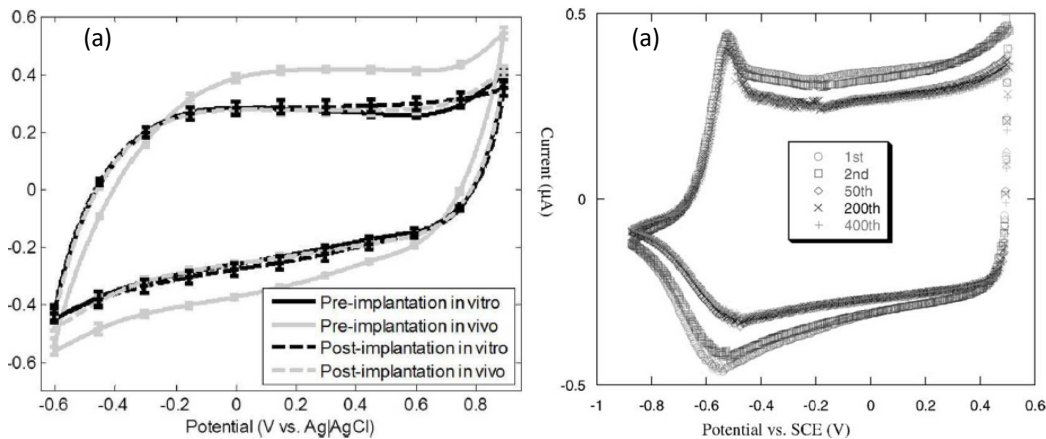 (a)
0.6
0.4
0.2
0
-0.2
-0.4
-0.6
Pre-implantation in vitro
Pre-implantation in vivo
Post-implantation in vitro
Post-implantation in vivo
-0.6 -0.4 -0.2 0 0.2 0.4 0.6 0.8
Potential (V vs. Ag|AgCl)
(a)
0.5
0
-0.5
Current (µA)
1st
2nd
50th
200th
400th
-1 -0.8 -0.6 -0.4 -0.2 0 0.2 0.4 0.6
Potential vs. SCE (V)